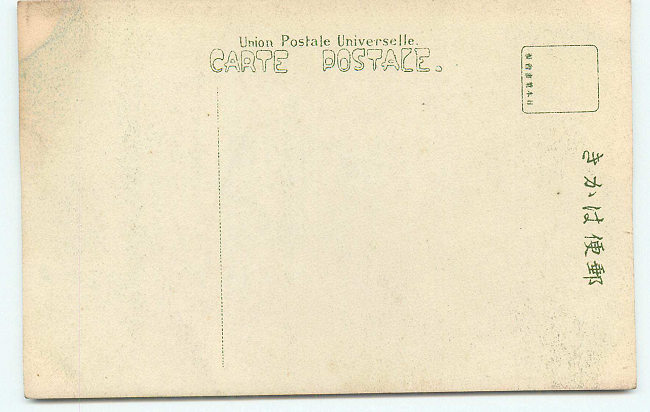 Union Postale Universelle.
CARTE POSTALE.
郵便はかき